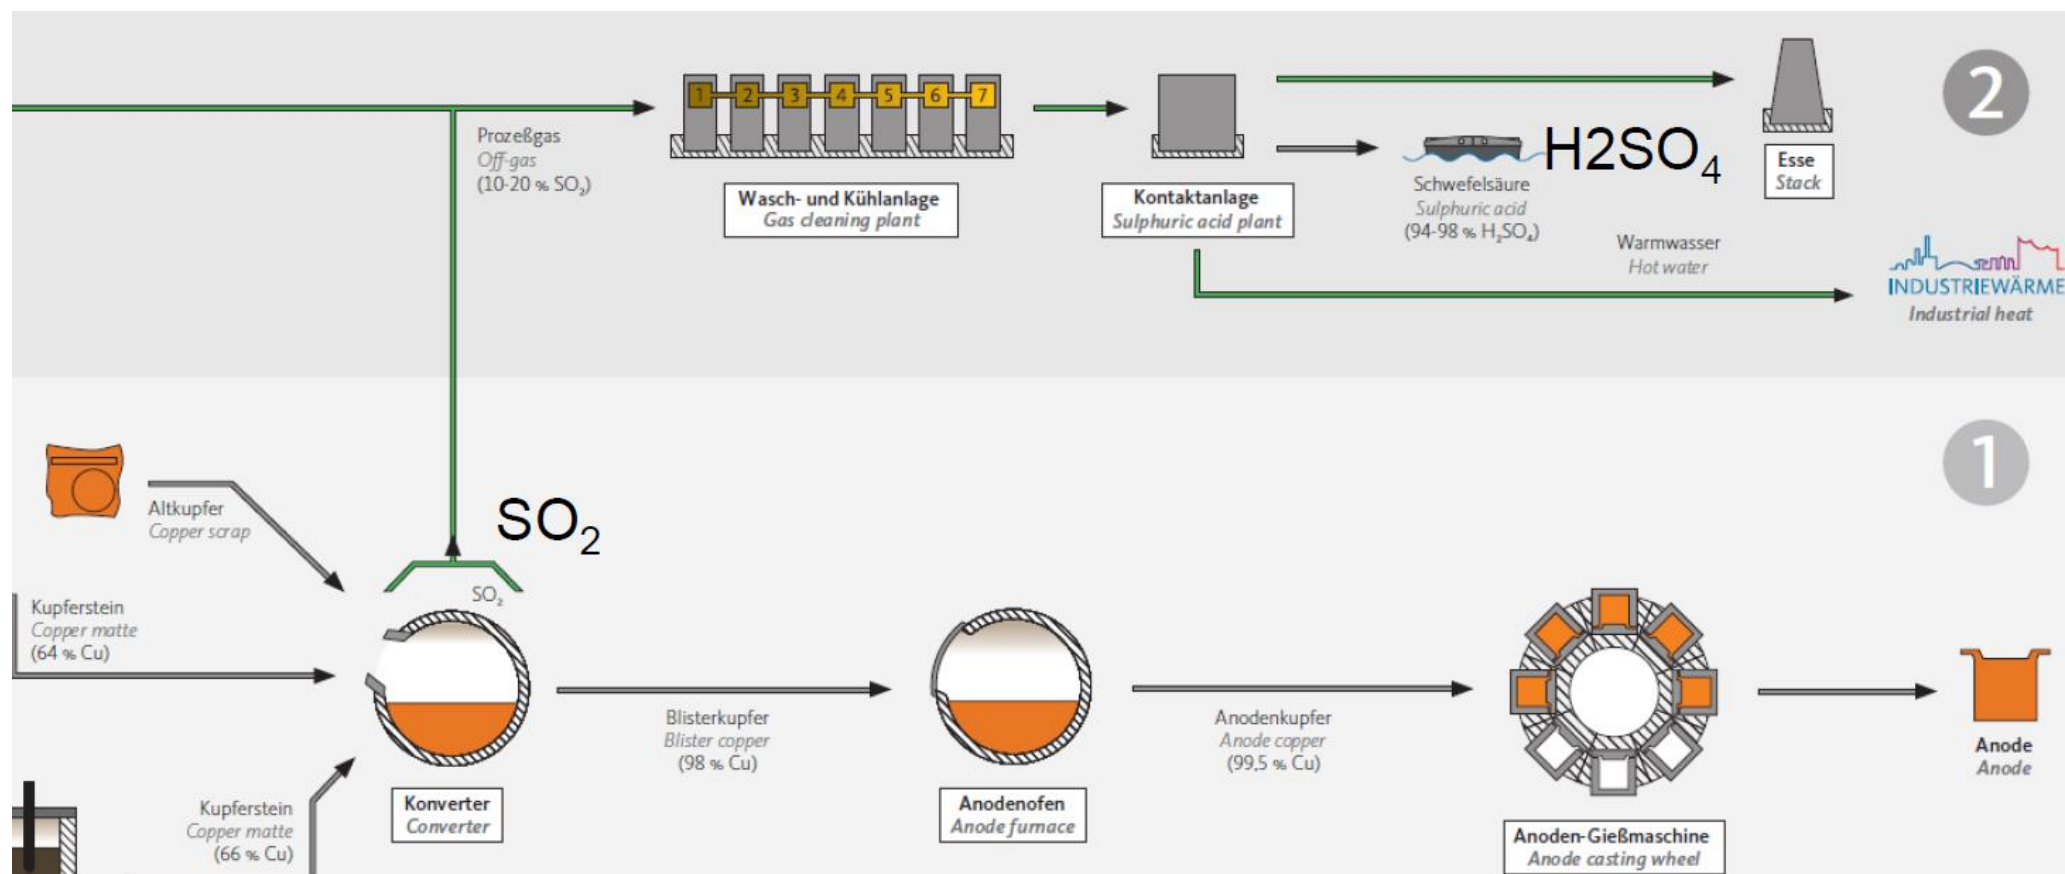 1
2
3
4
5
6
7
Prozeßgas
Off-gas
(10-20 % SO₂)
Wasch- und Kühlanlage
Gas cleaning plant
Kontaktanlage
Sulphuric acid plant
H2SO₄
Schwefelsäure
Sulphuric acid
(94-98 % H₂SO₄)
Esse
Stack
2
Warmwasser
Hot water
INDUSTRIEWÄRME
Industrial heat
1
Altkupfer
Copper scrap
SO₂
SO₂
Kupferstein
Copper matte
(64 % Cu)
Kupferstein
Copper matte
(66 % Cu)
Konverter
Converter
Blisterkupfer
Blister copper
(98 % Cu)
Anodenofen
Anode furnace
Anodenkupfer
Anode copper
(99,5 % Cu)
Anoden-Gießmaschine
Anode casting wheel
Anode
Anode